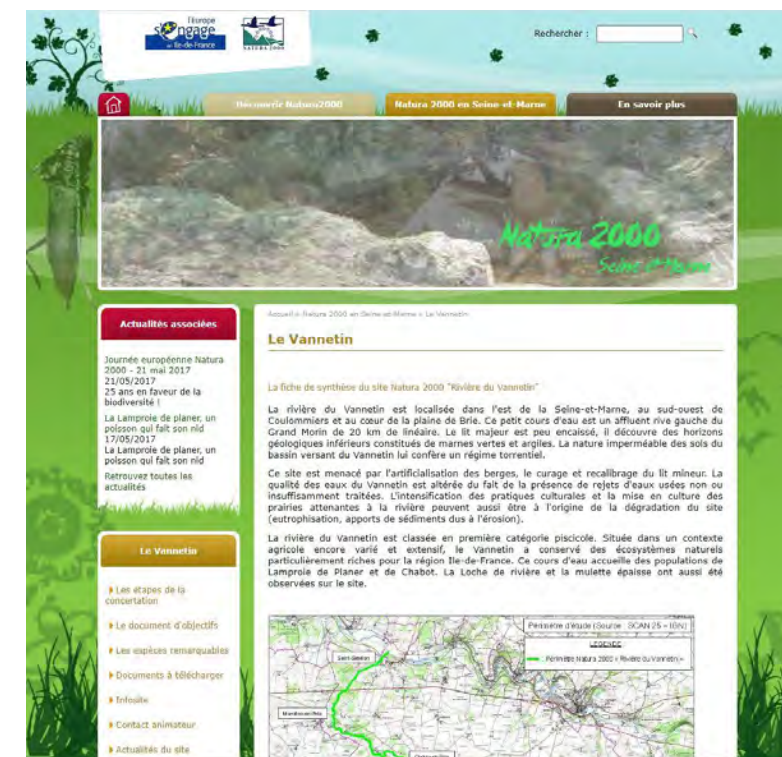 l'Europe
s'engage
en Ile-de-France
NATURA 2000
Rechercher :
Découvrir Natura2000
Natura 2000 en Seine-et-Marne
En savoir plus
Natura 2000
Seine et Marne
Actualités associées
Journée européenne Natura
2000 - 21 mai 2017
21/05/2017
25 ans en faveur de la
biodiversité !
La Lamproie de planer, un
poisson qui fait son nid
17/05/2017
La Lamproie de planer, un
poisson qui fait son nid
Retrouvez toutes les
actualités
Le Vannetin
Les étapes de la
concertation
Le document d'objectifs
Les espèces remarquables
Documents à télécharger
Infosite
Contact animateur
Actualités du site
Accueil > Natura 2000 en Seine-et-Marne > Le Vannetin
Le Vannetin
La fiche de synthèse du site Natura 2000 "Rivière du Vannetin"
La rivière du Vannetin est localisée dans l'est de la Seine-et-Marne, au sud-ouest de
Coulommiers et au cœur de la plaine de Brie. Ce petit cours d'eau est un affluent rive gauche du
Grand Morin de 20 km de linéaire. Le lit majeur est peu encaissé, il découvre des horizons
géologiques inférieurs constitués de marnes vertes et argiles. La nature imperméable des sols du
bassin versant du Vannetin lui confère un régime torrentiel.
Ce site est menacé par l'artificialisation des berges, le curage et recalibrage du lit mineur. La
qualité des eaux du Vannetin est altérée du fait de la présence de rejets d'eaux usées non ou
insuffisamment traitées. L'intensification des pratiques culturales et la mise en culture des
prairies attenantes à la rivière peuvent aussi être à l'origine de la dégradation du site
(eutrophisation, apports de sédiments dus à l'érosion).
La rivière du Vannetin est classée en première catégorie piscicole. Située dans un contexte
agricole encore varié et extensif, le Vannetin a conservé des écosystèmes naturels
particulièrement riches pour la région Ile-de-France. Ce cours d'eau accueille des populations de
Lamproie de Planer et de Chabot. La Loche de rivière et la mulette épaisse ont aussi été
observées sur le site.
Périmètre d'étude (Source : SCAN 25 – IGN)
LEGENDE
Périmètre Natura 2000 « Rivière du Vannetin »